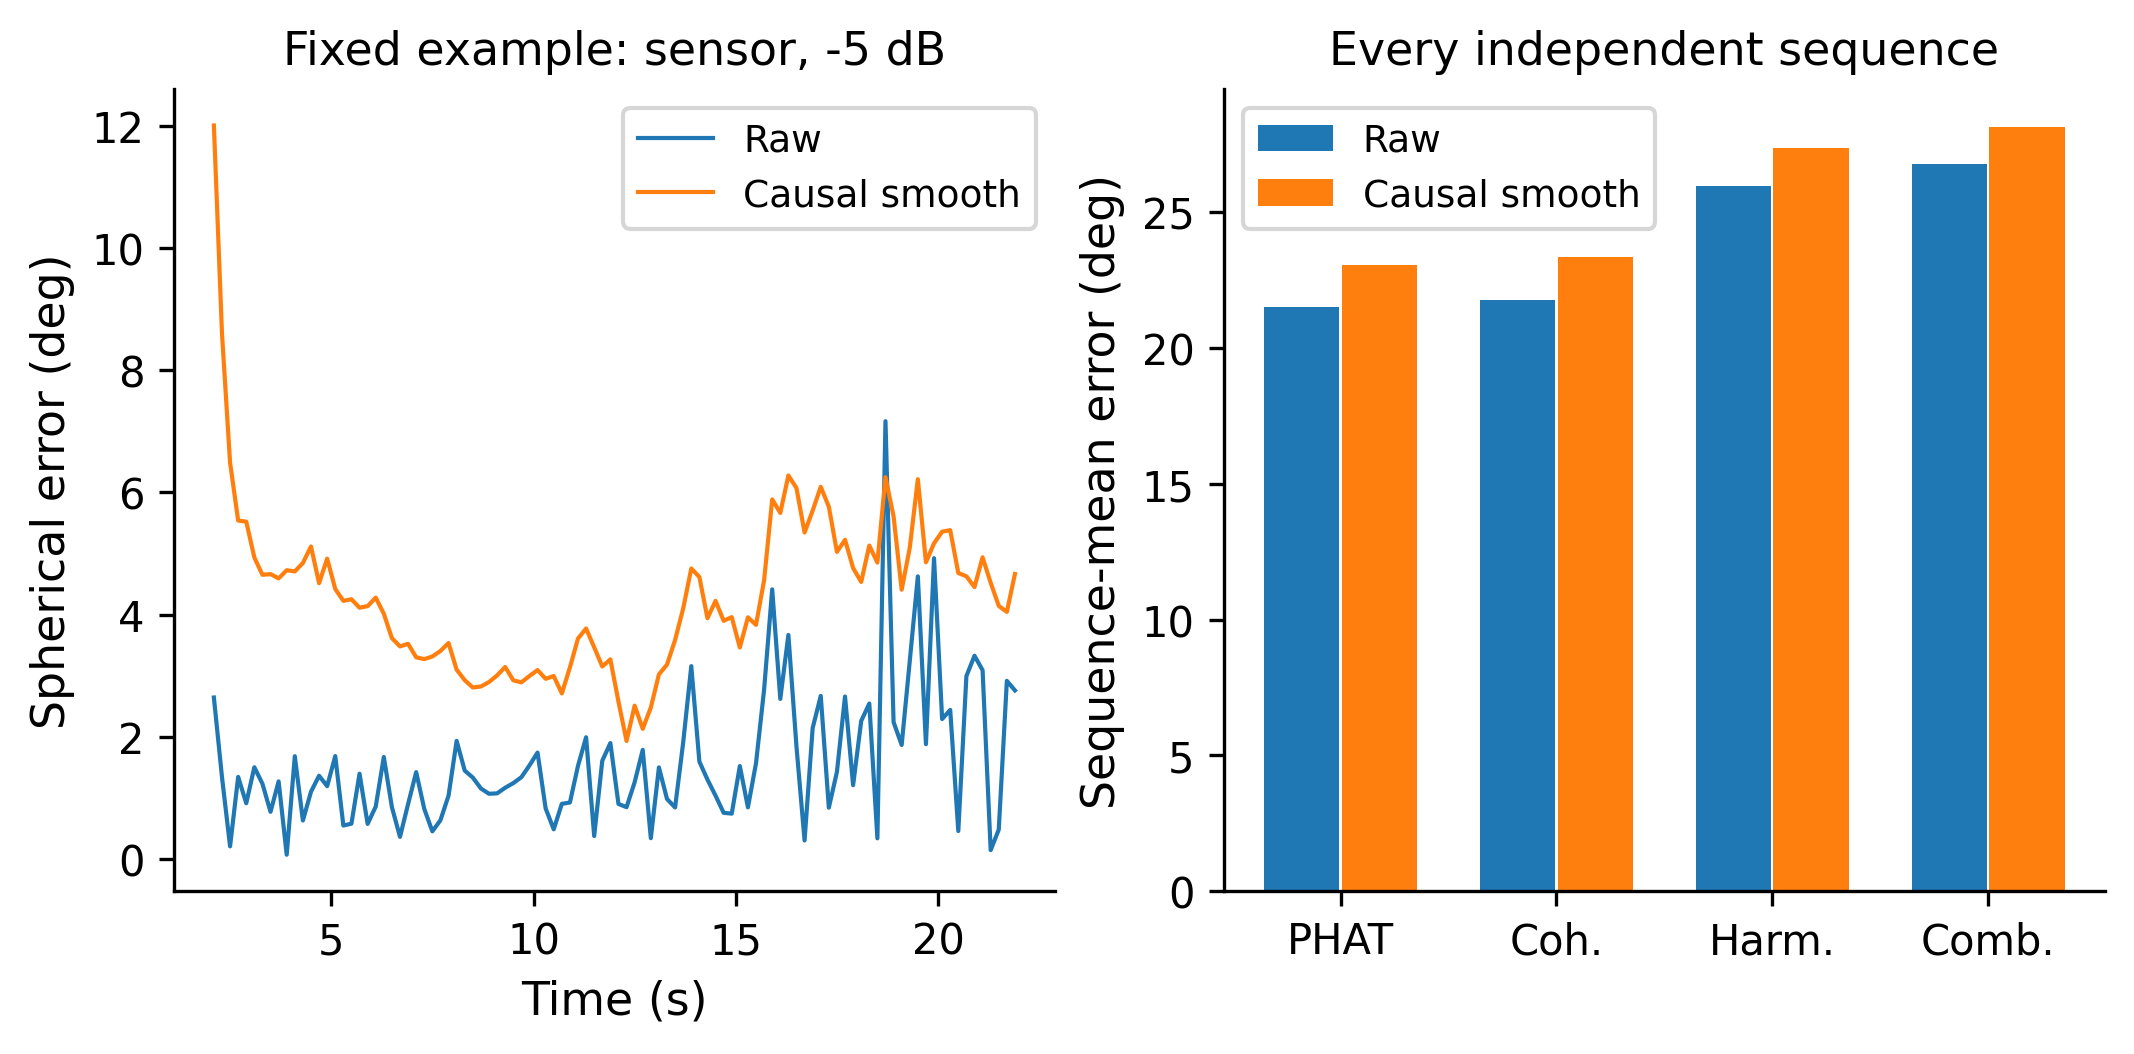 Fixed example: sensor, -5 dB
Spherical error (deg)
12
10
8
6
4
2
0
Raw
Causal smooth
5 10 15 20
Time (s)
Every independent sequence
Sequence-mean error (deg)
25
20
15
10
5
0
Raw
Causal smooth
PHAT Coh. Harm. Comb.